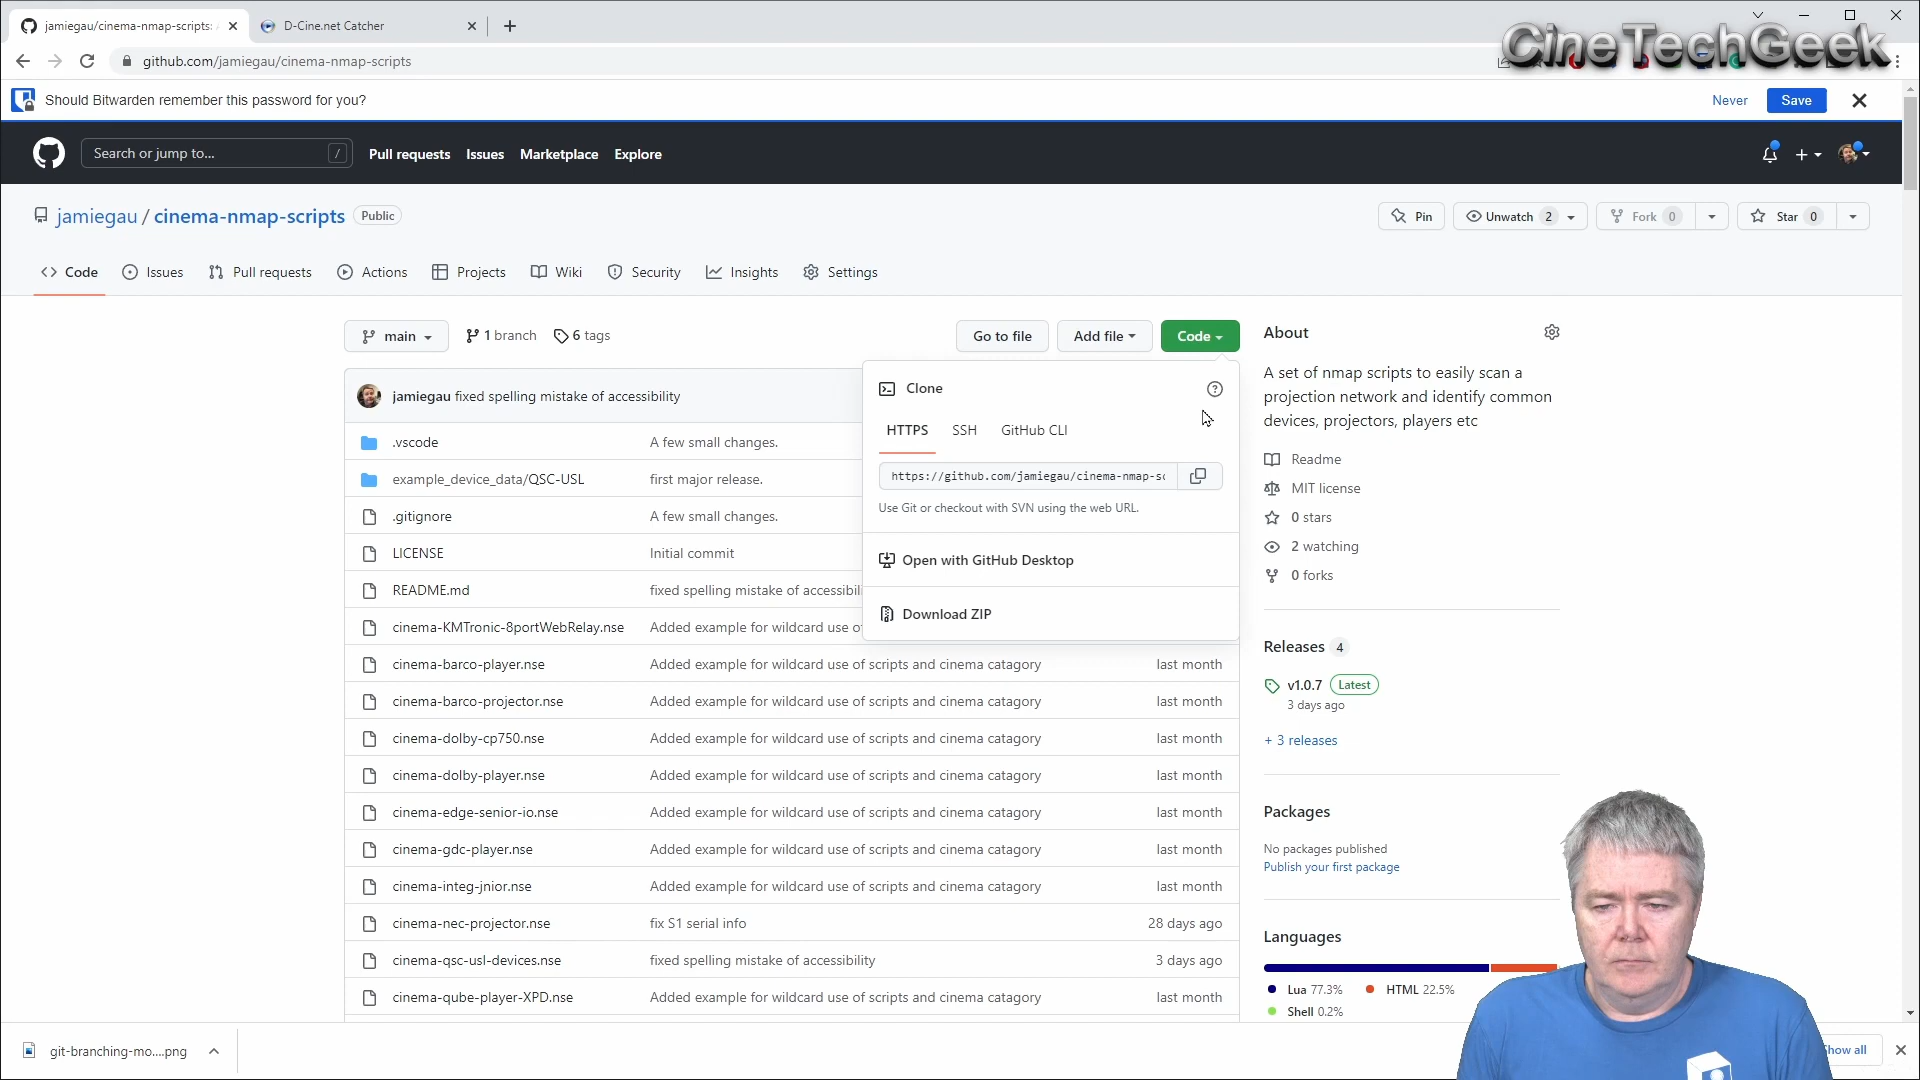 jamiegau/cinema-nmap-scripts:
D-Cine.net Catcher
CineTechGeek
github.com/jamiegau/cinema-nmap-scripts
Should Bitwarden remember this password for you?
Never
Save
Search or jump to...
/
Pull requests
Issues
Marketplace
Explore
jamiegau / cinema-nmap-scripts
Public
Pin
Unwatch 2
Fork 0
Star 0
Code
Issues
Pull requests
Actions
Projects
Wiki
Security
Insights
Settings
main
1 branch
6 tags
Go to file
Add file
Code
jamiegau fixed spelling mistake of accessibility
.vscode
A few small changes.
example_device_data/QSC-USL
first major release.
.gitignore
A few small changes.
LICENSE
Initial commit
README.md
fixed spelling mistake of accessibili
cinema-KMTronic-8portWebRelay.nse
Added example for wildcard use o
cinema-barco-player.nse
Added example for wildcard use of scripts and cinema catagory
last month
cinema-barco-projector.nse
Added example for wildcard use of scripts and cinema catagory
last month
cinema-dolby-cp750.nse
Added example for wildcard use of scripts and cinema catagory
last month
cinema-dolby-player.nse
Added example for wildcard use of scripts and cinema catagory
last month
cinema-edge-senior-io.nse
Added example for wildcard use of scripts and cinema catagory
last month
cinema-gdc-player.nse
Added example for wildcard use of scripts and cinema catagory
last month
cinema-integ-jnior.nse
Added example for wildcard use of scripts and cinema catagory
last month
cinema-nec-projector.nse
fix S1 serial info
28 days ago
cinema-qsc-usl-devices.nse
fixed spelling mistake of accessibility
3 days ago
cinema-qube-player-XPD.nse
Added example for wildcard use of scripts and cinema catagory
last month
Clone
HTTPS
SSH
GitHub CLI
https://github.com/jamiegau/cinema-nmap-sc
Use Git or checkout with SVN using the web URL.
Open with GitHub Desktop
Download ZIP
About
A set of nmap scripts to easily scan a
projection network and identify common
devices, projectors, players etc
Readme
MIT license
0 stars
2 watching
0 forks
Releases 4
v1.0.7
Latest
3 days ago
+ 3 releases
Packages
No packages published
Publish your first package
Languages
Lua 77.3%
HTML 22.5%
Shell 0.2%
git-branching-mo....png
Show all